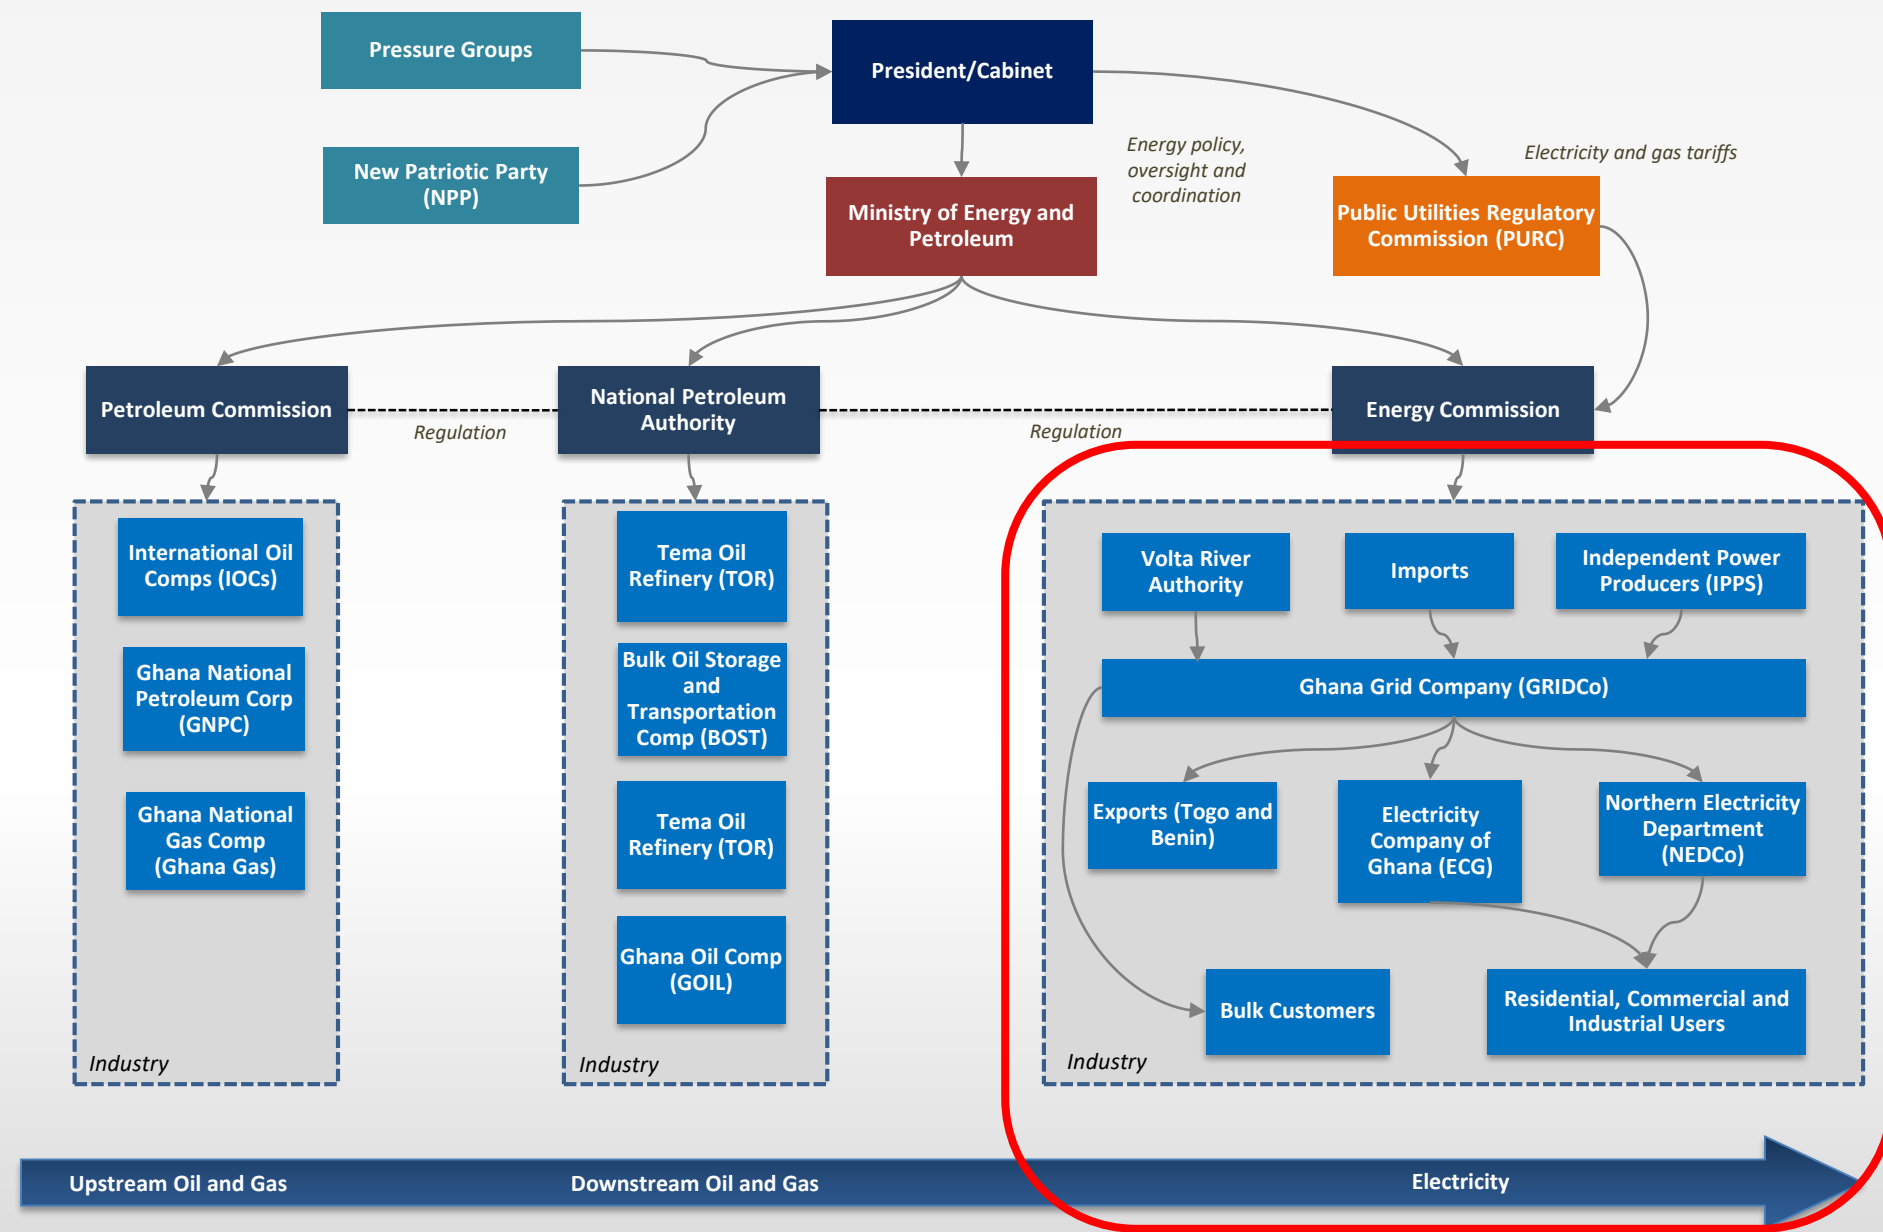 Pressure Groups
President/Cabinet
New Patriotic Party
(NPP)
Energy policy,
oversight and
coordination
Electricity and gas tariffs
Ministry of Energy and
Petroleum
Public Utilities Regulatory
Commission (PURC)
Petroleum Commission
Regulation
National Petroleum
Authority
Regulation
Energy Commission
International Oil
Comps (IOCs)
Ghana National
Petroleum Corp
(GNPC)
Ghana National
Gas Comp
(Ghana Gas)
Industry
Tema Oil
Refinery (TOR)
Bulk Oil Storage
and
Transportation
Comp (BOST)
Tema Oil
Refinery (TOR)
Ghana Oil Comp
(GOIL)
Industry
Volta River
Authority
Imports
Independent Power
Producers (IPPS)
Ghana Grid Company (GRIDCo)
Exports (Togo and
Benin)
Electricity
Company of
Ghana (ECG)
Northern Electricity
Department
(NEDCo)
Bulk Customers
Residential, Commercial and
Industrial Users
Industry
Upstream Oil and Gas
Downstream Oil and Gas
Electricity